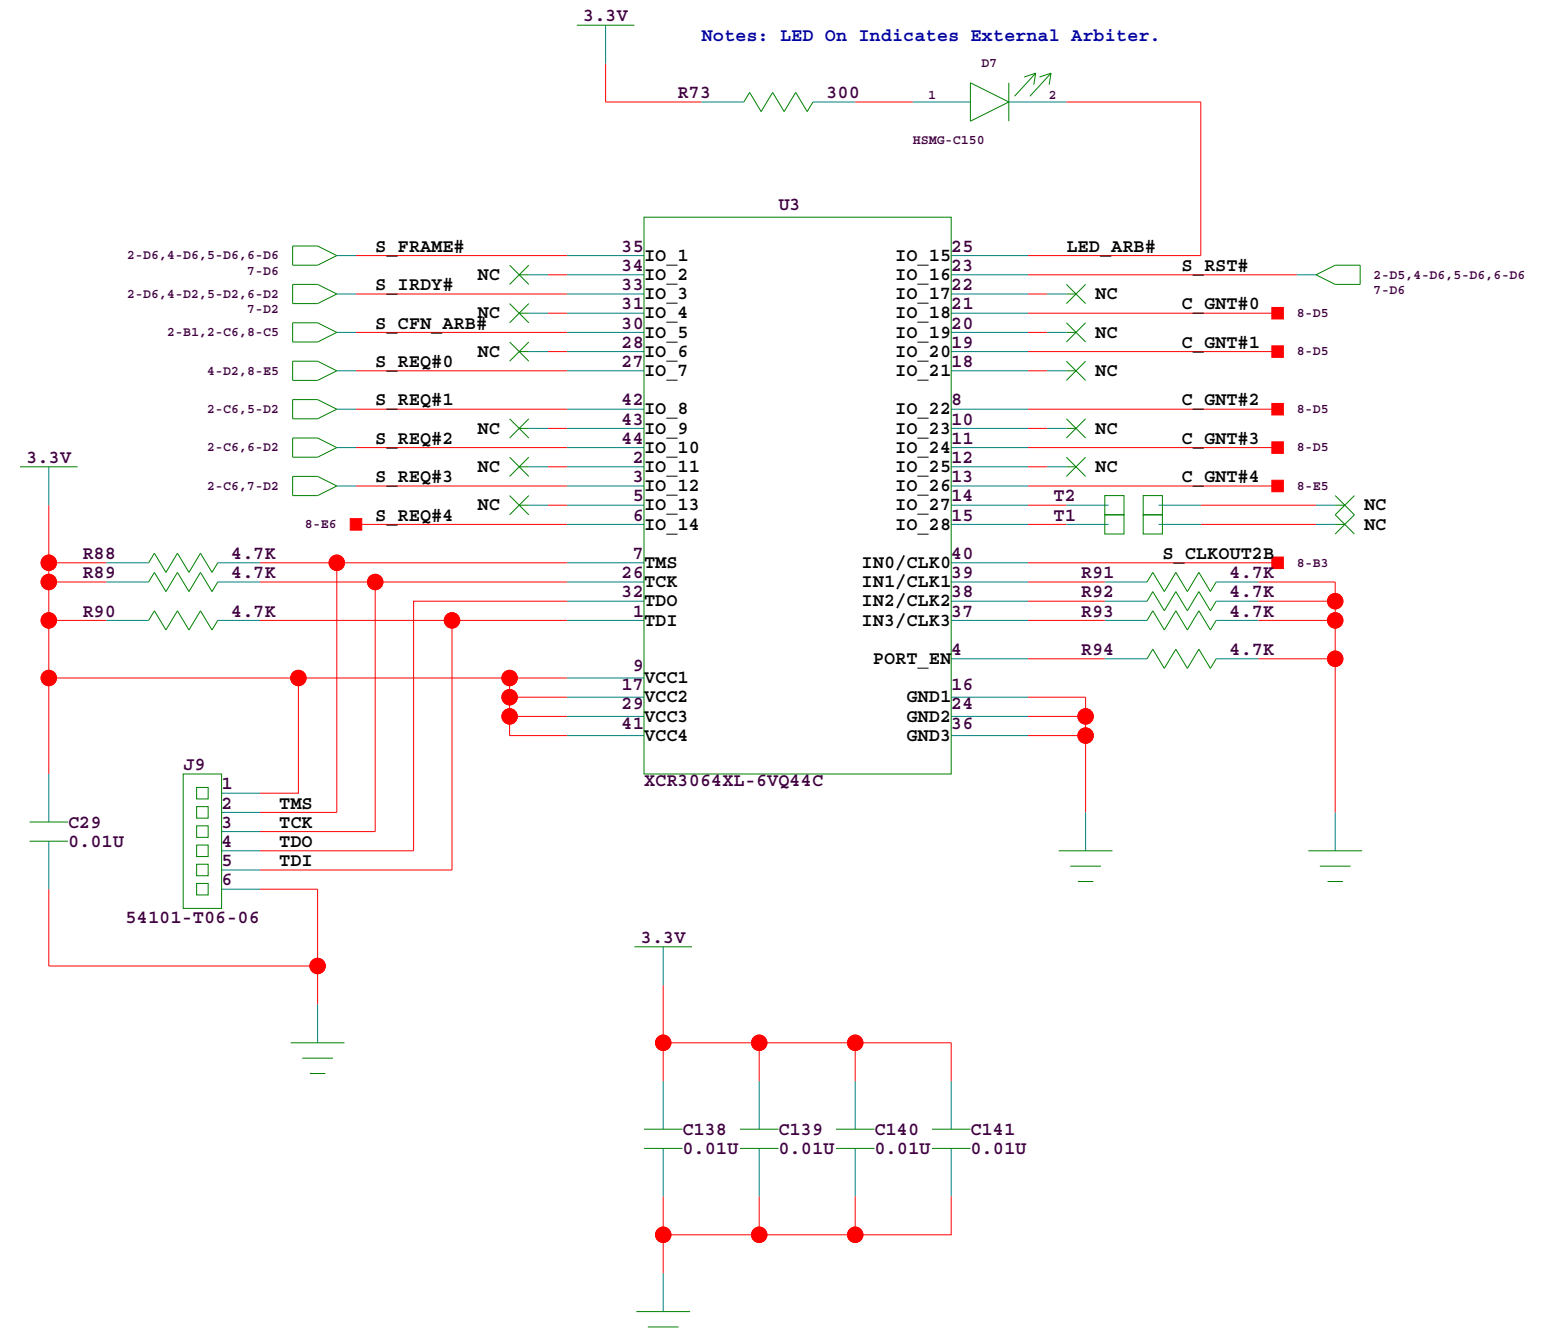 3.3V
Notes: LED On Indicates External Arbiter.
D7
R73 300 1 2
HSMG-C150
U3
2-D6,4-D6,5-D6,6-D6 S_FRAME# 35 IO_1 IO_15 25 LED_ARB#
7-D6 NC 34 IO_2 IO_16 23 S_RST# 2-D5,4-D6,5-D6,6-D6
2-D6,4-D2,5-D2,6-D2 S_IRDY# 33 IO_3 IO_17 22 NC 7-D6
7-D2 NC 31 IO_4 IO_18 21 C_GNT#0 8-D5
2-B1,2-C6,8-C5 S_CFN_ARB# 30 IO_5 IO_19 20 NC
NC 28 IO_6 IO_20 19 C_GNT#1 8-D5
4-D2,8-E5 S_REQ#0 27 IO_7 IO_21 18 NC
2-C6,5-D2 S_REQ#1 42 IO_8 IO_22 8 C_GNT#2 8-D5
NC 43 IO_9 IO_23 10 NC
2-C6,6-D2 S_REQ#2 44 IO_10 IO_24 11 C_GNT#3 8-D5
3.3V NC 2 IO_11 IO_25 12 NC
2-C6,7-D2 S_REQ#3 3 IO_12 IO_26 13 C_GNT#4 8-E5
NC 5 IO_13 IO_27 14 T2 NC
8-E6 S_REQ#4 6 IO_14 IO_28 15 T1 NC
R88 4.7K 7 TMS IN0/CLK0 40 S_CLKOUT2B 8-B3
R89 4.7K 26 TCK IN1/CLK1 39 R91 4.7K
32 TDO IN2/CLK2 38 R92 4.7K
R90 4.7K 1 TDI IN3/CLK3 37 R93 4.7K
PORT_EN 4 R94 4.7K
9 VCC1 GND1 16
17 VCC2 GND2 24
29 VCC3 GND3 36
41 VCC4
J9 XCR3064XL-6VQ44C
1
2 TMS
C29 3 TCK
0.01U 4 TDO
5 TDI
6
54101-T06-06
3.3V
C138 C139 C140 C141
0.01U 0.01U 0.01U 0.01U